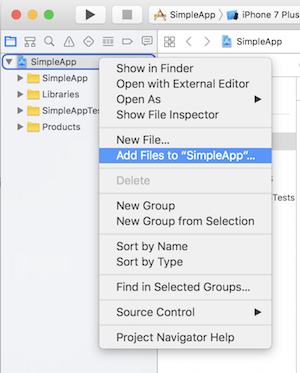 SimpleApp
iPhone 7 Plus
SimpleApp
SimpleApp
SimpleApp
Libraries
SimpleAppTes
Products
Show in Finder
Open with External Editor
Open As
Show File Inspector
New File...
Add Files to “SimpleApp”...
Delete
New Group
New Group from Selection
Sort by Name
Sort by Type
Find in Selected Groups...
Source Control
Project Navigator Help
Tests